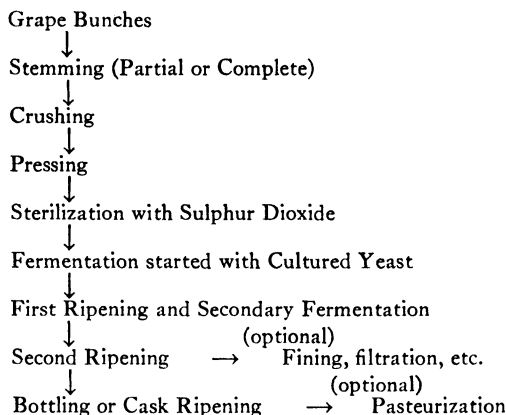 Grape Bunches
Stemming (Partial or Complete)
Crushing
Pressing
Sterilization with Sulphur Dioxide
Fermentation started with Cultured Yeast
First Ripening and Secondary Fermentation
(optional)
Second Ripening → Fining, filtration, etc.
(optional)
Bottling or Cask Ripening → Pasteurization